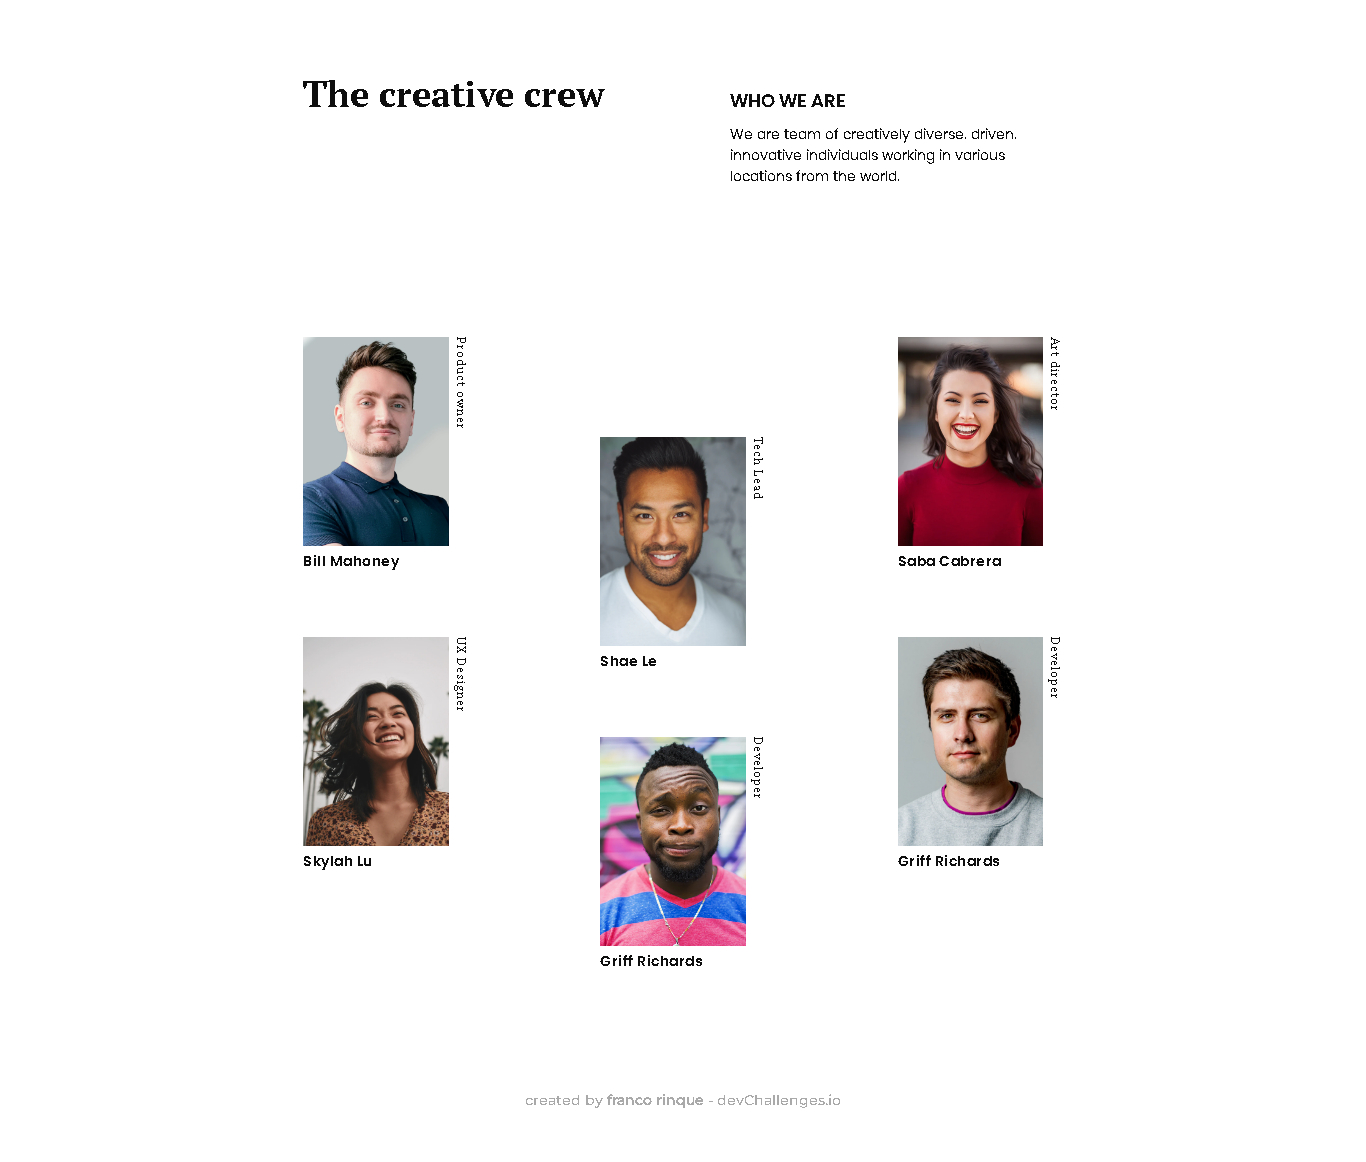 The creative crew
WHO WE ARE
We are team of creatively diverse. driven.
innovative individuals working in various
locations from the world.
Product owner
Bill Mahoney
Tech Lead
Shae Le
Art director
Saba Cabrera
UX Designer
Skylah Lu
Developer
Griff Richards
Developer
Griff Richards
created by franco rinque - devChallenges.io